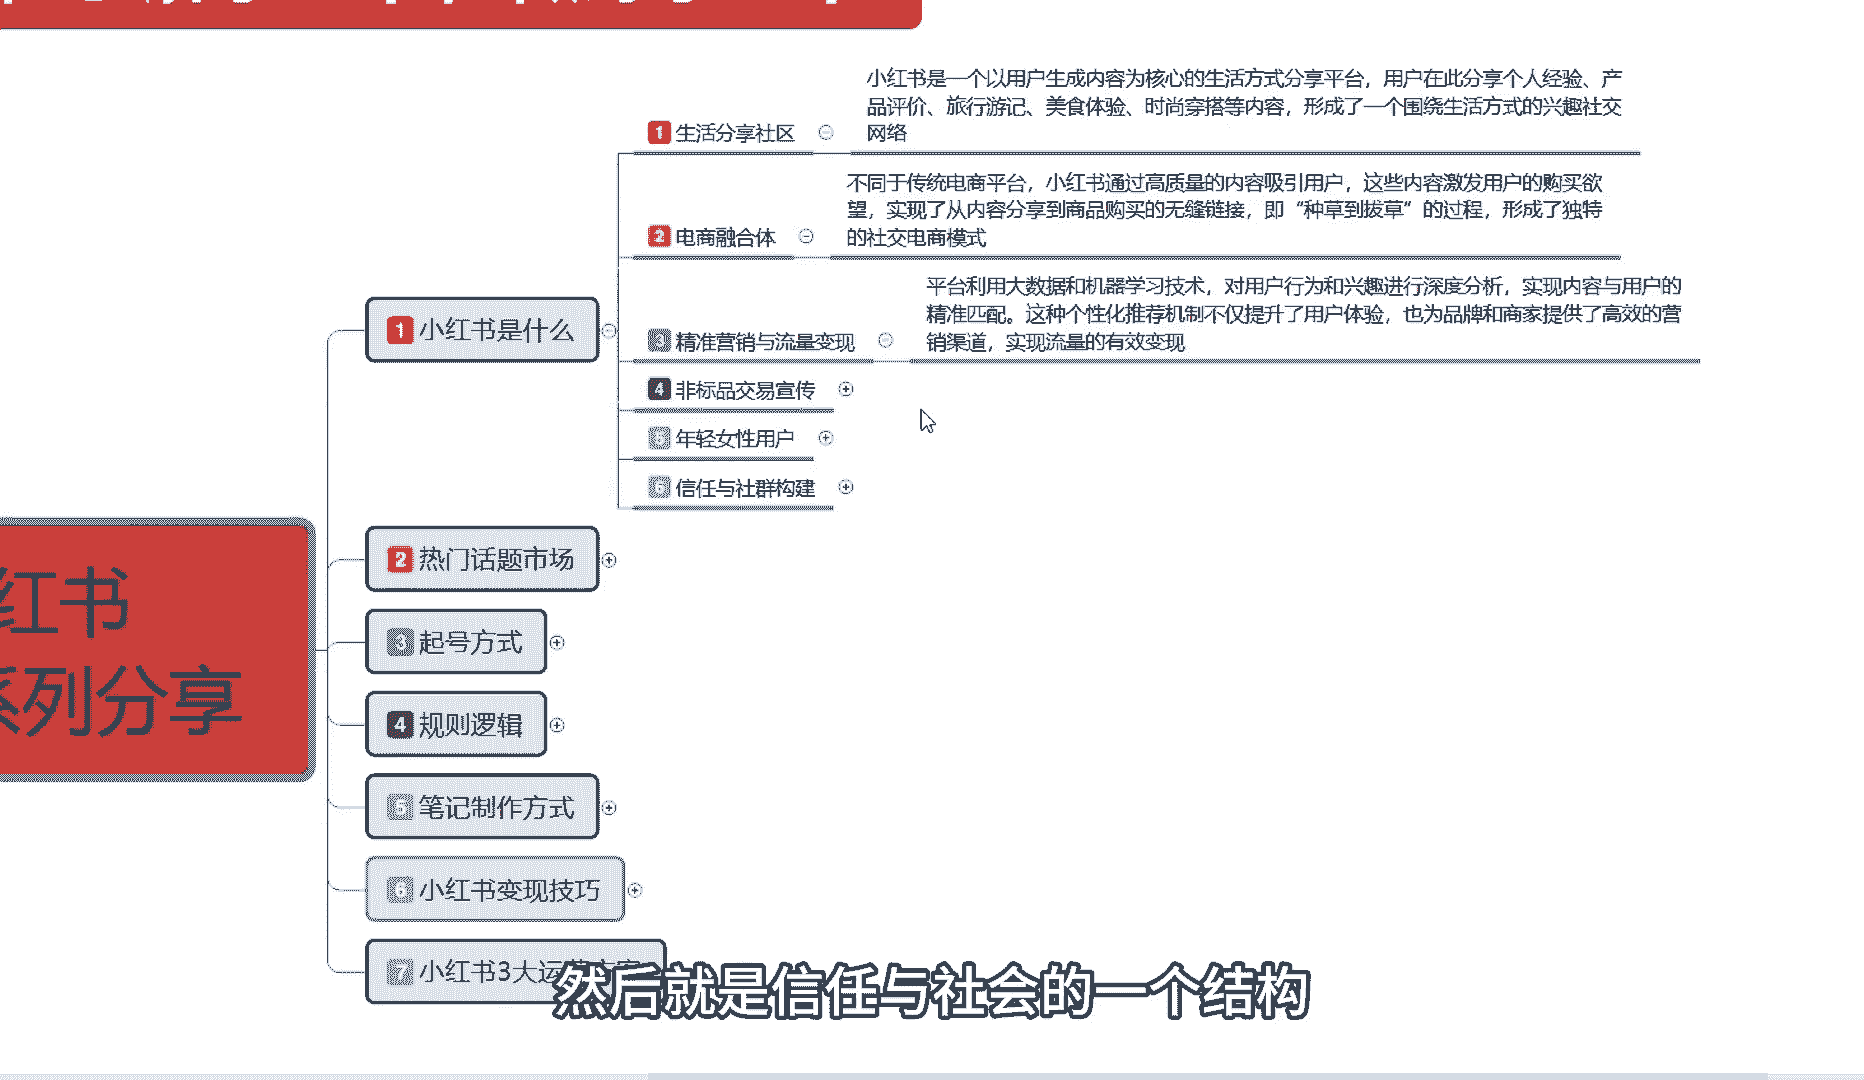 小红书是一个以用户生成内容为核心的生活方式分享平台，用户在此分享个人经验、产
品评价、旅行游记、美食体验、时尚穿搭等内容，形成了一个围绕生活方式的兴趣社交
网络
1 生活分享社区
不同于传统电商平台，小红书通过高质量的内容吸引用户，这些内容激发用户的购买欲
望，实现了从内容分享到商品购买的无缝链接，即“种草到拔草”的过程，形成了独特
的社交电商模式
2 电商融合体
平台利用大数据和机器学习技术，对用户行为和兴趣进行深度分析，实现内容与用户的
精准匹配。这种个性化推荐机制不仅提升了用户体验，也为品牌和商家提供了高效的营
销渠道，实现流量的有效变现
3 精准营销与流量变现
1 小红书是什么
4 非标品交易宣传
5 年轻女性用户
6 信任与社群构建
2 热门话题市场
红书
系列分享
3 起号方式
4 规则逻辑
5 笔记制作方式
6 小红书变现技巧
7 小红书3大运
然后就是信任与社会的一个结构